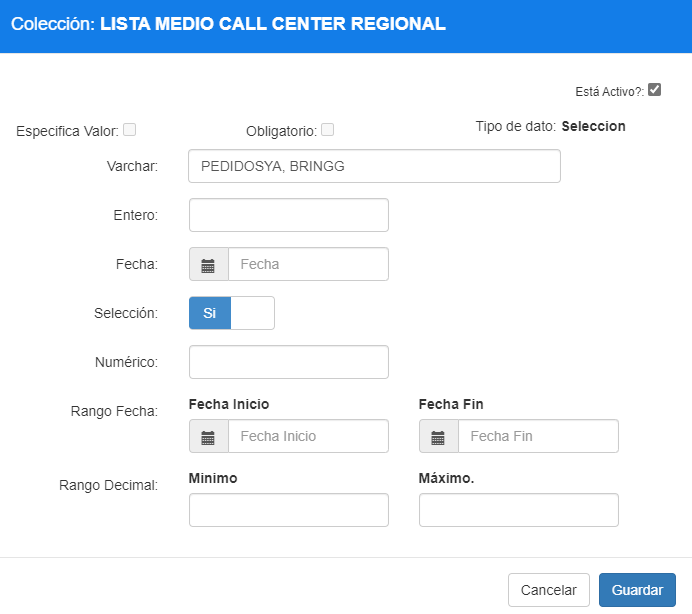 Colección: LISTA MEDIO CALL CENTER REGIONAL
Está Activo?:
Especifica Valor: Obligatorio: Tipo de dato: Seleccion
Varchar: PEDIDOSYA, BRINGG
Entero:
Fecha: Fecha
Selección: Si
Numérico:
Rango Fecha: Fecha Inicio Fecha Fin
Fecha Inicio Fecha Fin
Rango Decimal: Minimo Máximo.
Cancelar Guardar